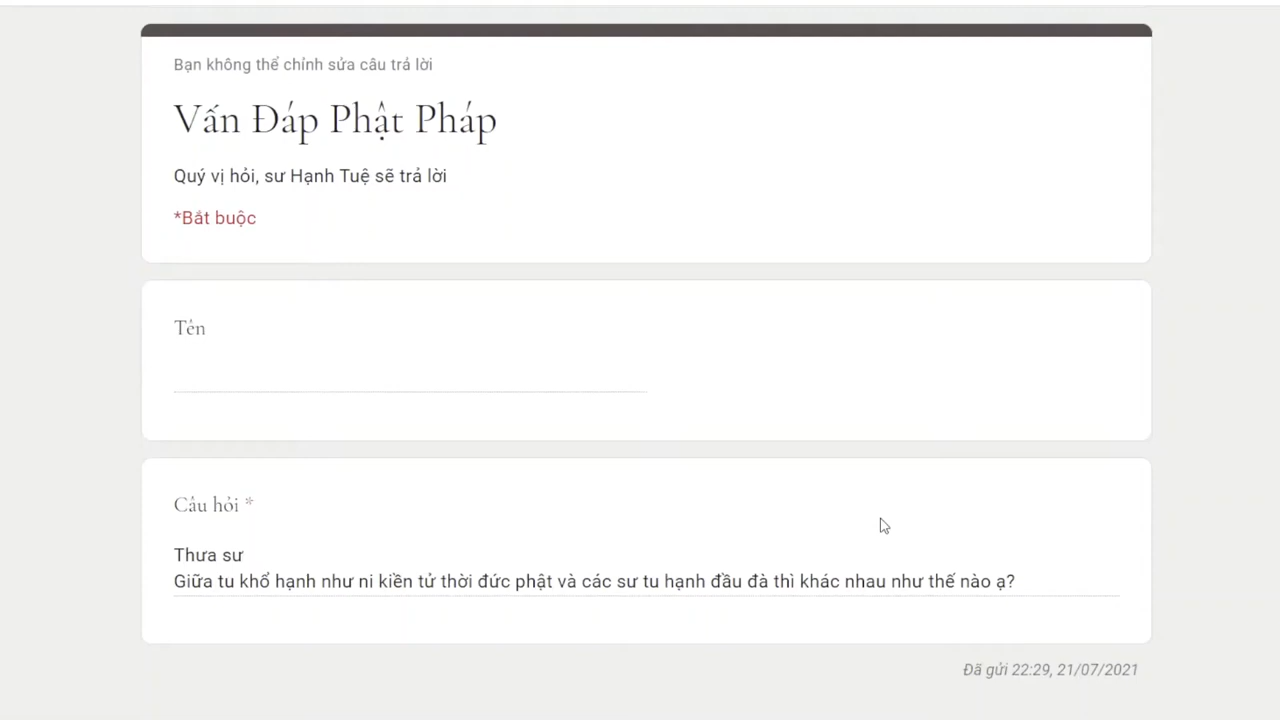 Bạn không thể chỉnh sửa câu trả lời
Vấn Đáp Phật Pháp
Quý vị hỏi, sư Hạnh Tuệ sẽ trả lời
*Bắt buộc
Tên
Câu hỏi *
Thưa sư
Giữa tu khổ hạnh như ni kiền tử thời đức phật và các sư tu hạnh đầu đà thì khác nhau như thế nào ạ?
Đã gửi 22:29, 21/07/2021